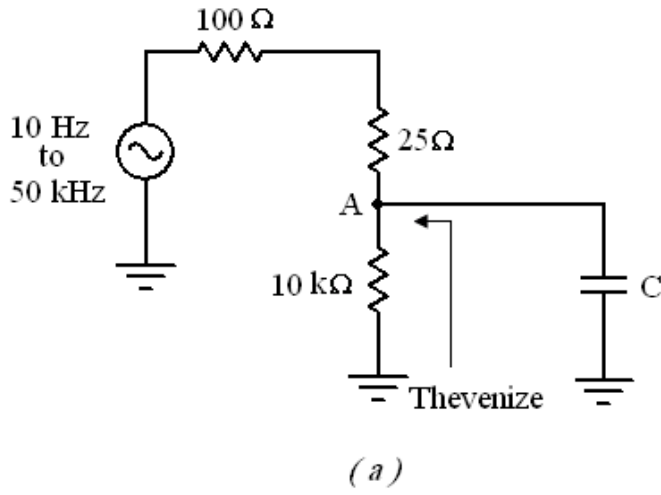 100 Ω
10 Hz
to
50 kHz
25Ω
A
10 kΩ
C
Thevenize
( a )